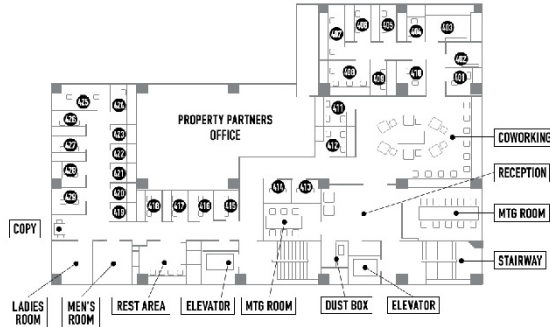 406
405
404
403
407
402
408
409
410
401
425
424
411
PROPERTY PARTNERS
OFFICE
426
423
COWORKING
427
422
412
RECEPTION
428
421
414
413
429
420
418
417
416
415
419
MTG ROOM
COPY
STAIRWAY
LADIES
ROOM
MEN'S
ROOM
REST AREA
ELEVATOR
MTG ROOM
DUST BOX
ELEVATOR